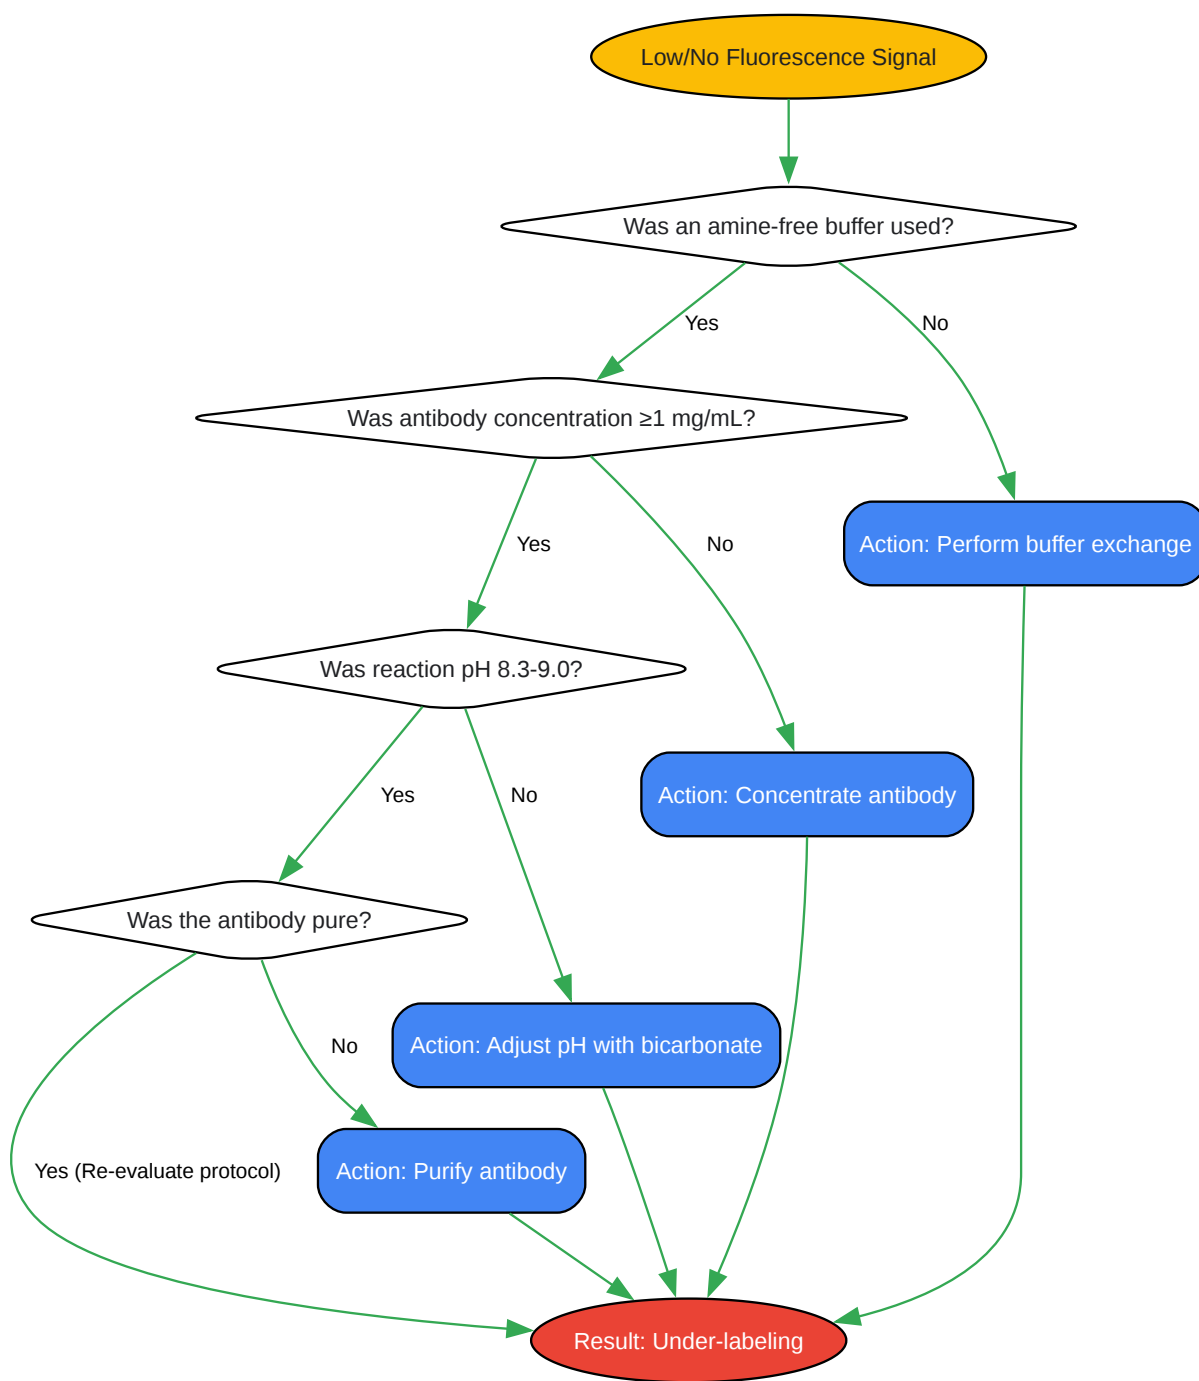 Low/No Fluorescence Signal
Was an amine-free buffer used?
Yes
No
Was antibody concentration ≥1 mg/mL?
Yes
No
Action: Perform buffer exchange
Was reaction pH 8.3-9.0?
Yes
No
Action: Concentrate antibody
Was the antibody pure?
No
Action: Adjust pH with bicarbonate
Yes (Re-evaluate protocol)
Action: Purify antibody
Result: Under-labeling